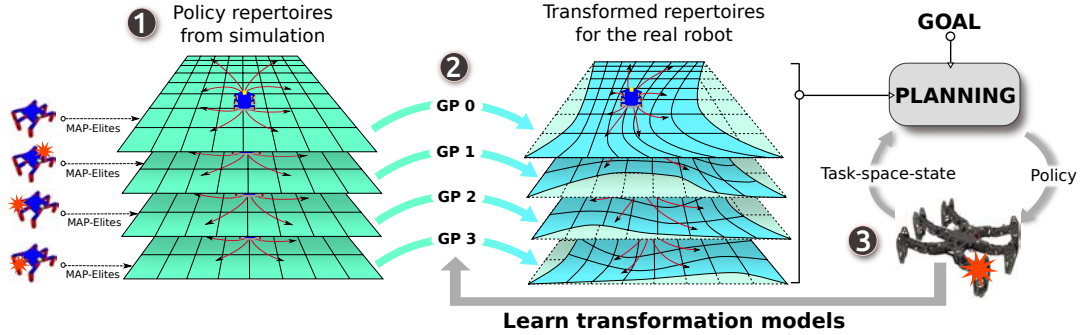 1
Policy repertoires
from simulation
MAP-Elites
MAP-Elites
MAP-Elites
MAP-Elites
2
GP 0
GP 1
GP 2
GP 3
Transformed repertoires
for the real robot
GOAL
PLANNING
Task-space-state
Policy
3
Learn transformation models